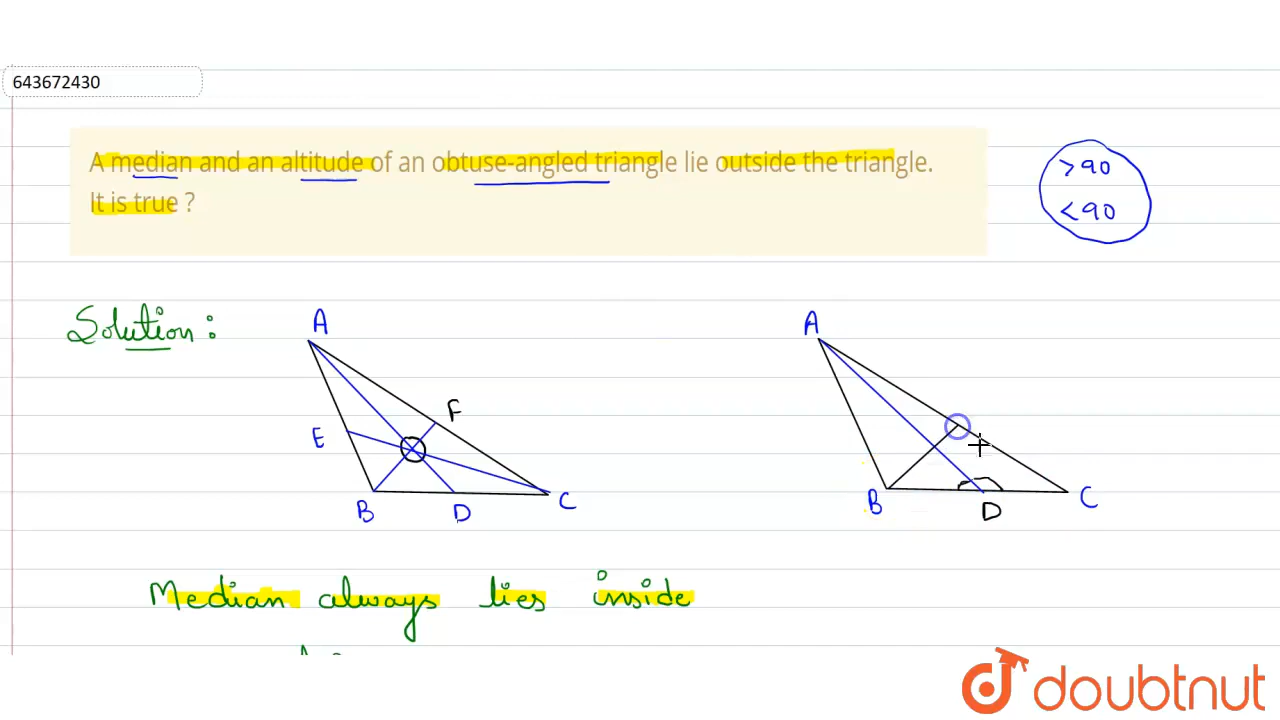 643672430
A median and an altitude of an obtuse-angled triangle lie outside the triangle.
It is true ?
>90
<90
Solution:
A
A
F
E
B
D
C
B
D
C
Median always lies inside
doubtnut